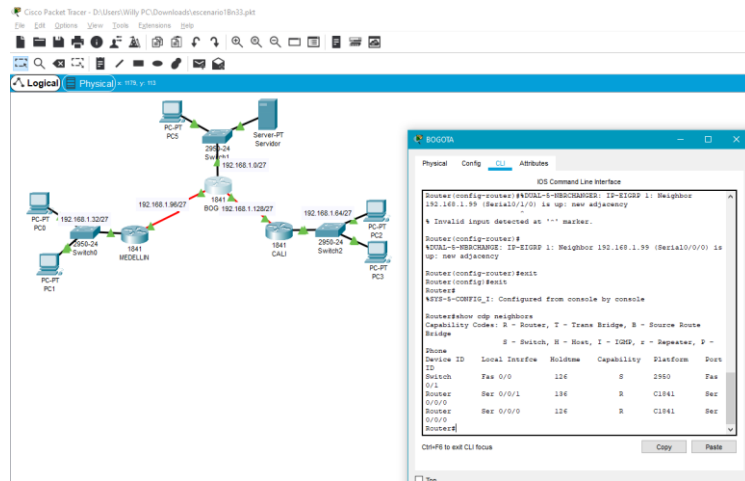 Cisco Packet Tracer - D:\Users\Willy PC\Downloads\escenario1Bn33.pkt
File Edit Options View Tools Extensions Help
Logical Physical x: 1179, y: 113
PC-PT
PC5
Server-PT
Servidor
2950-24
Switch1
192.168.1.0/27
1841
BOG
192.168.1.96/27
192.168.1.128/27
PC-PT
PC0
192.168.1.32/27
2950-24
Switch0
1841
MEDELLIN
PC-PT
PC1
1841
CALI
192.168.1.64/27
2950-24
Switch2
PC-PT
PC2
PC-PT
PC3
BOGOTA
Physical Config CLI Attributes
IOS Command Line Interface
Router(config-router)#%DUAL-5-NBRCHANGER: IP-EIGRP 1: Neighbor
192.168.1.99 (Serial0/1/0) is up: new adjacency
^
% Invalid input detected at '^' marker.
Router(config-router)#
%DUAL-5-NBRCHANGE: IP-EIGRP 1: Neighbor 192.168.1.99 (Serial0/0/0) is
up: new adjacency
Router(config-router)#exit
Router(config)#exit
Router#
%SYS-5-CONFIG_I: Configured from console by console
Router#show cdp neighbors
Capability Codes: R - Router, T - Trans Bridge, B - Source Route
Bridge
S - Switch, H - Host, I - IGMP, r - Repeater, P -
Phone
Device ID Local Intrfce Holdtme Capability Platform Port
ID
Switch Fas 0/0 126 S 2950 Fas
0/1
Router Ser 0/0/1 136 R C1841 Ser
0/0/0
Router Ser 0/0/0 126 R C1841 Ser
0/0/0
Router#
Ctrl+F6 to exit CLI focus
Copy Paste
Top